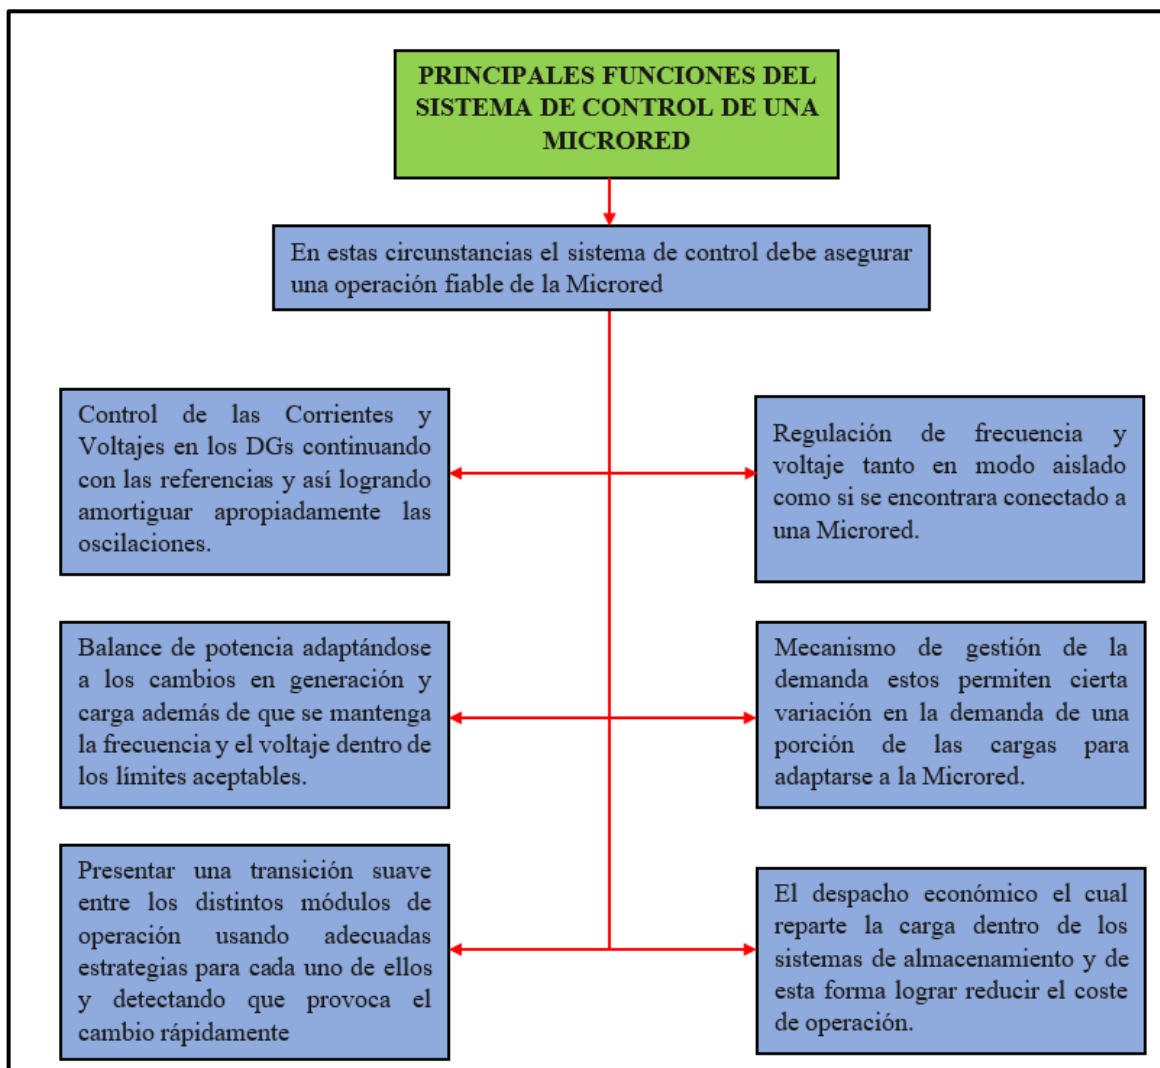 PRINCIPALES FUNCIONES DEL
SISTEMA DE CONTROL DE UNA
MICRORED
En estas circunstancias el sistema de control debe asegurar
una operación fiable de la Microred
Control de las Corrientes y
Voltajes en los DGs continuando
con las referencias y así logrando
amortiguar apropiadamente las
oscilaciones.
Regulación de frecuencia y
voltaje tanto en modo aislado
como si se encontrara conectado a
una Microred.
Balance de potencia adaptándose
a los cambios en generación y
carga además de que se mantenga
la frecuencia y el voltaje dentro de
los límites aceptables.
Mecanismo de gestión de la
demanda estos permiten cierta
variación en la demanda de una
porción de las cargas para
adaptarse a la Microred.
Presentar una transición suave
entre los distintos módulos de
operación usando adecuadas
estrategias para cada uno de ellos
y detectando que provoca el
cambio rápidamente
El despacho económico el cual
reparte la carga dentro de los
sistemas de almacenamiento y de
esta forma lograr reducir el coste
de operación.